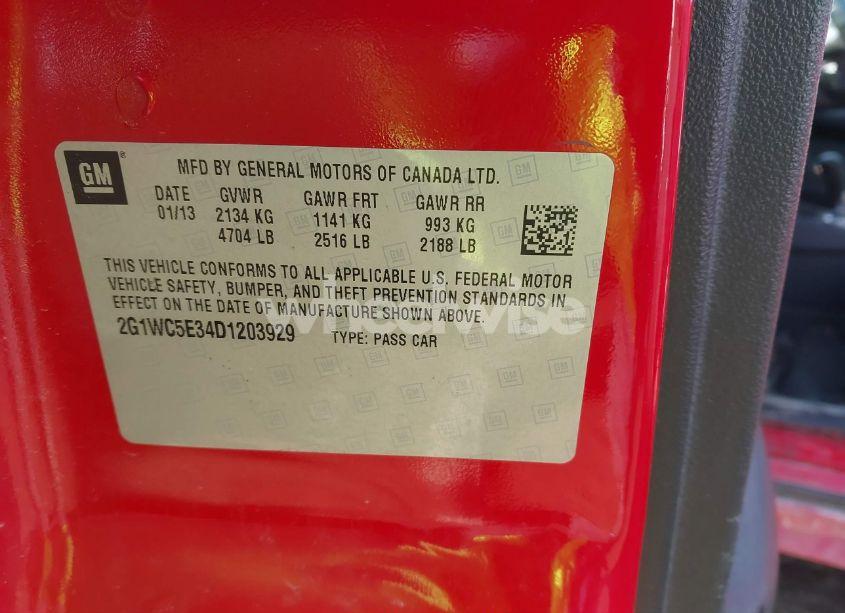 GM ®
MFD BY GENERAL MOTORS OF CANADA LTD.
DATE GVWR GAWR FRT GAWR RR
01/13 2134 KG 1141 KG 993 KG
4704 LB 2516 LB 2188 LB
THIS VEHICLE CONFORMS TO ALL APPLICABLE U.S. FEDERAL MOTOR
VEHICLE SAFETY, BUMPER, AND THEFT PREVENTION STANDARDS IN
EFFECT ON THE DATE OF MANUFACTURE SHOWN ABOVE.
2G1WC5E34D1203929 TYPE: PASS CAR
wheelwise